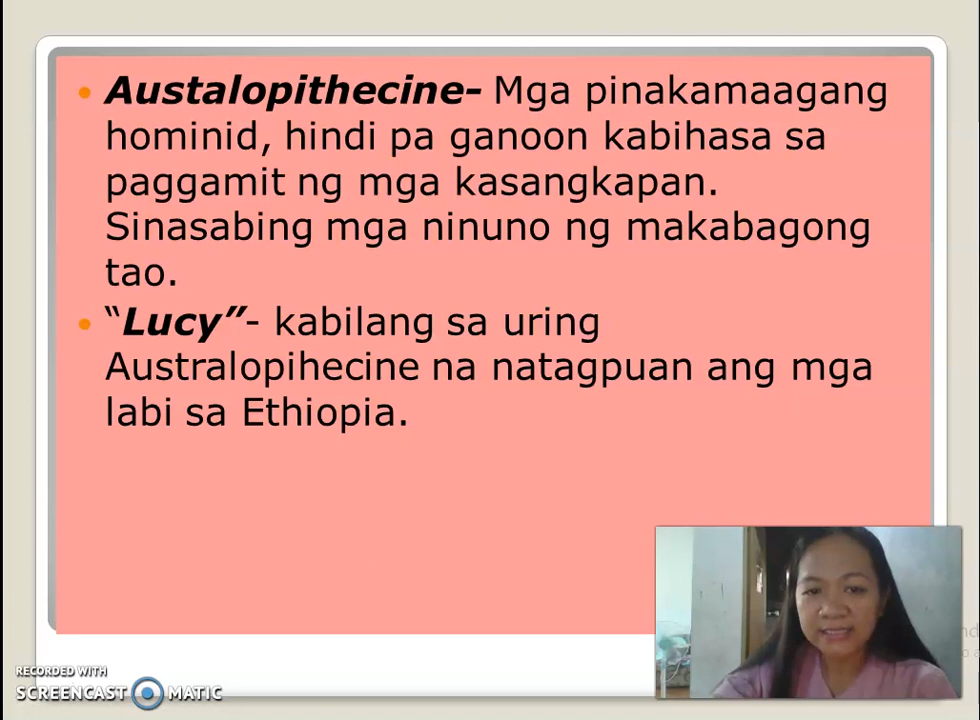 • Austalopithecine- Mga pinakamaagang
hominid, hindi pa ganoon kabihasa sa
paggamit ng mga kasangkapan.
Sinasabing mga ninuno ng makabagong
tao.
• “Lucy”- kabilang sa uring
Australopihecine na natagpuan ang mga
labi sa Ethiopia.
RECORDED WITH
SCREENCAST MATIC